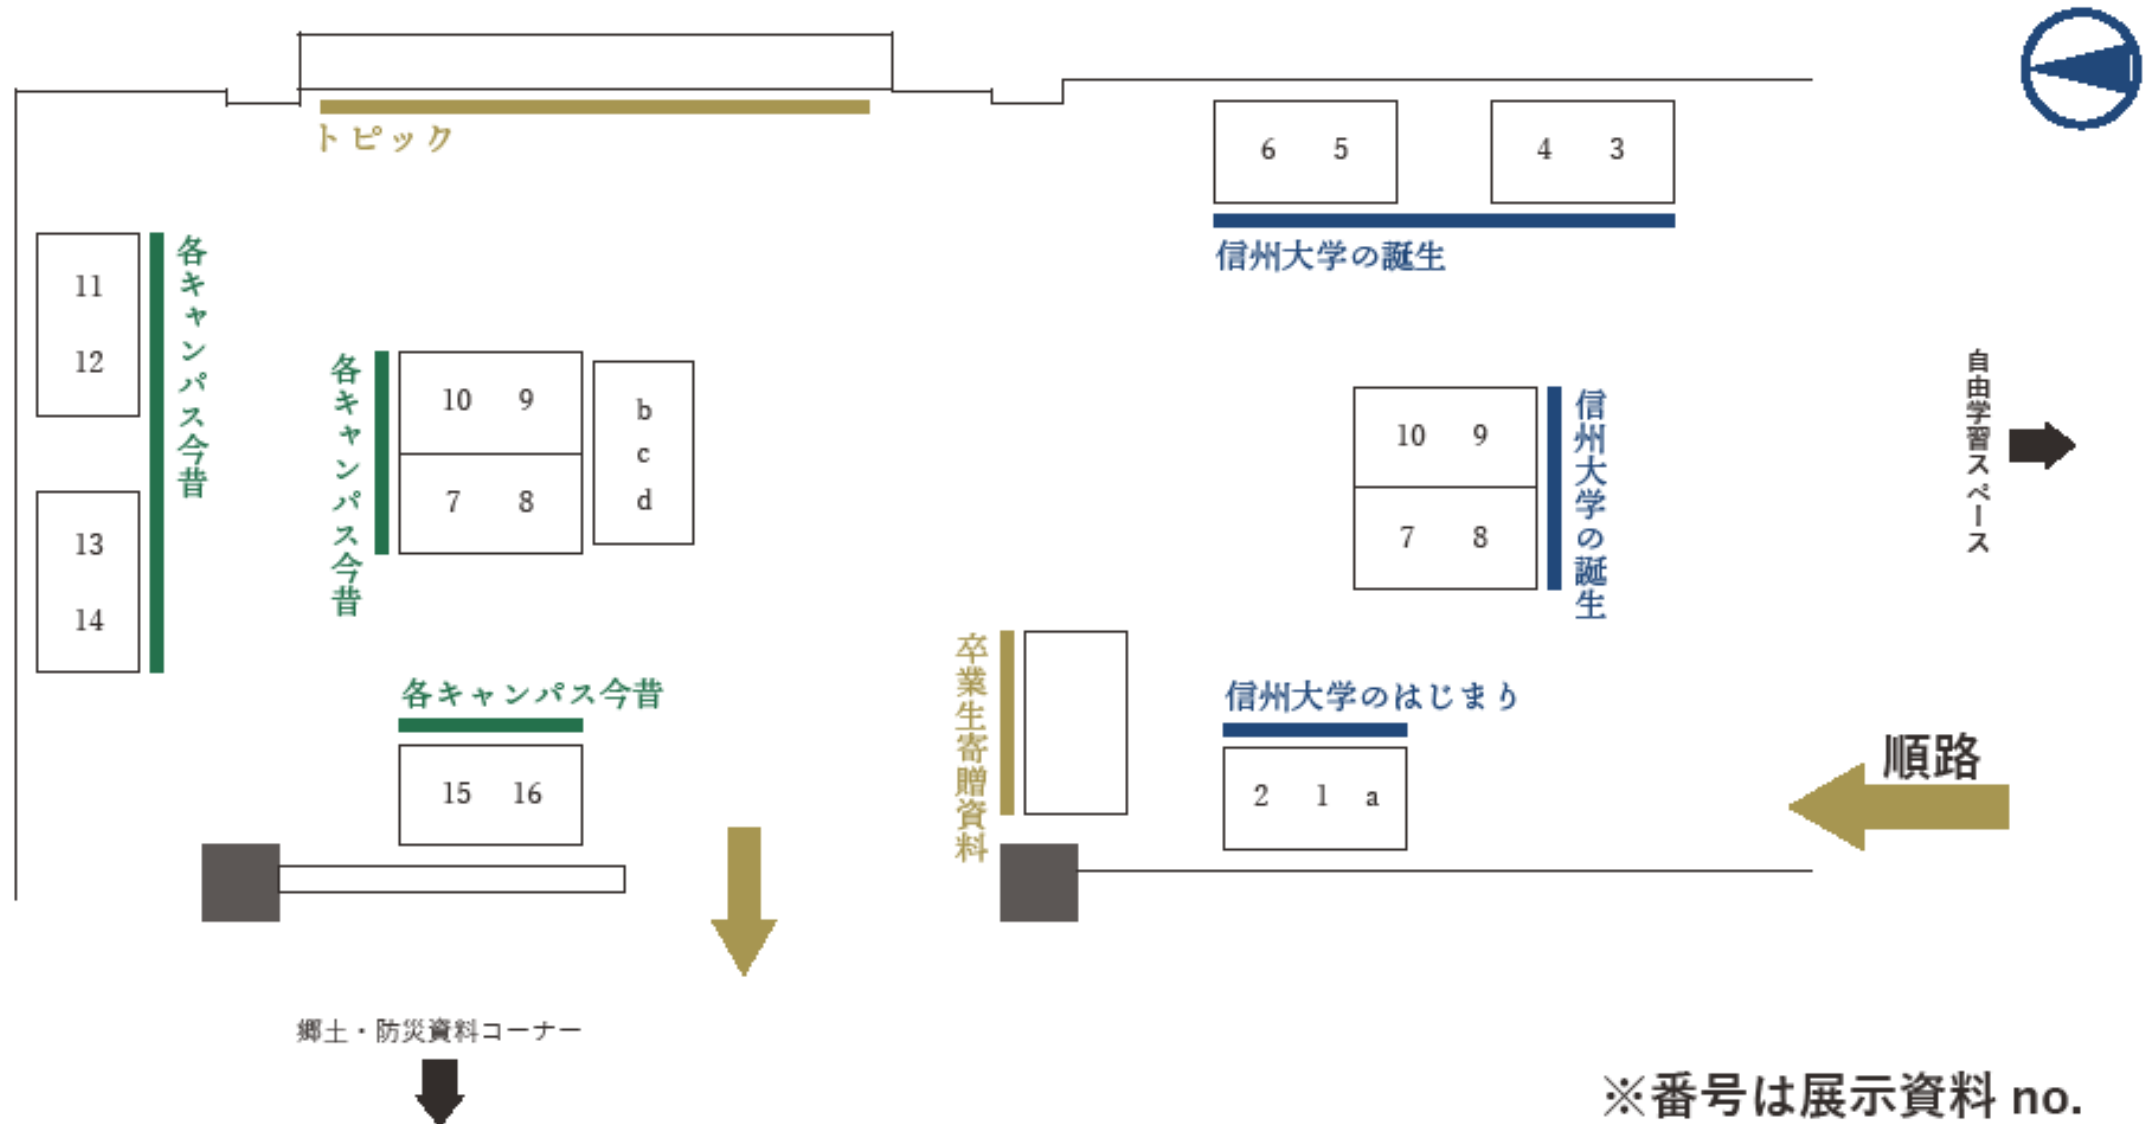 トピック
6 5
4 3
信州大学の誕生
11
12
13
14
各キャンパス今昔
各キャンパス今昔
10 9
7 8
b
c
d
10 9
7 8
信州大学の誕生
自由学習スペース
各キャンパス今昔
15 16
卒業生寄贈資料
信州大学のはじまり
2 1 a
順路
郷土・防災資料コーナー
※番号は展示資料 no.